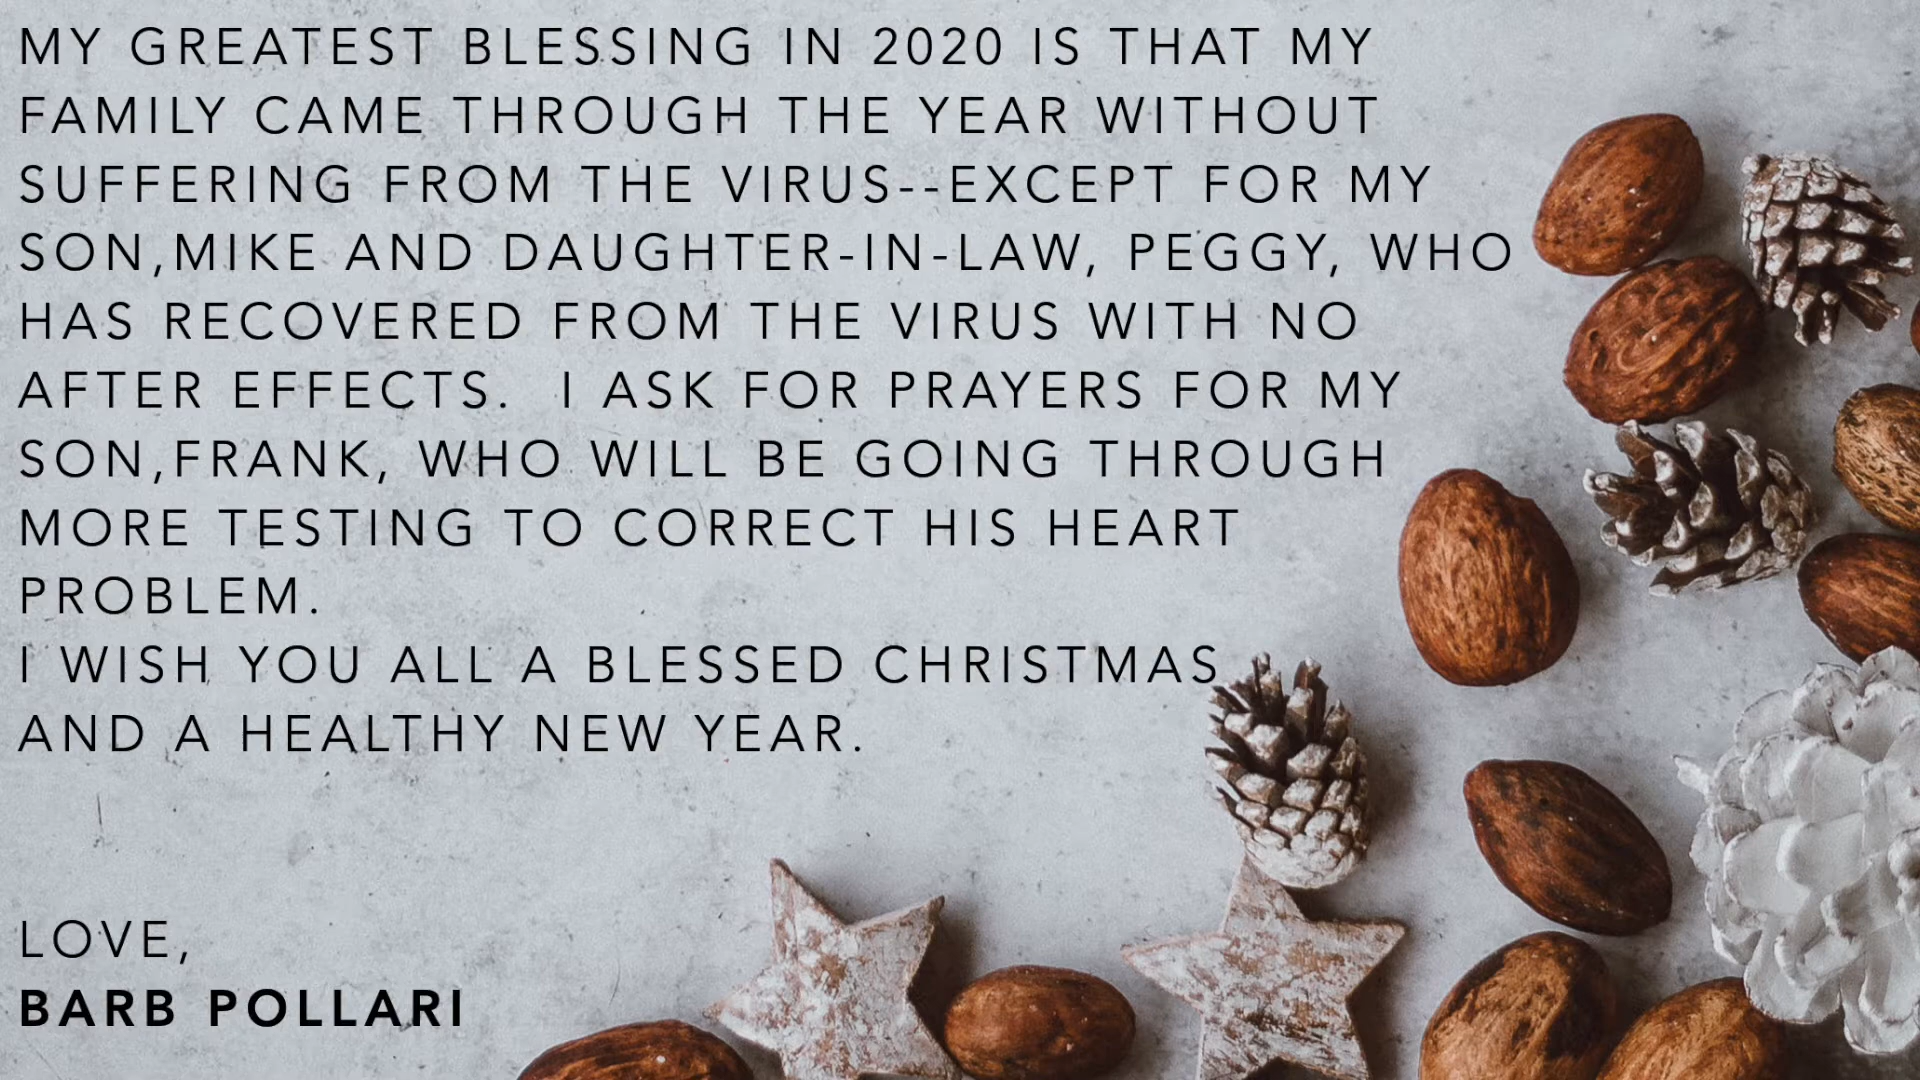 MY GREATEST BLESSING IN 2020 IS THAT MY
FAMILY CAME THROUGH THE YEAR WITHOUT
SUFFERING FROM THE VIRUS--EXCEPT FOR MY
SON,MIKE AND DAUGHTER-IN-LAW, PEGGY, WHO
HAS RECOVERED FROM THE VIRUS WITH NO
AFTER EFFECTS.  I ASK FOR PRAYERS FOR MY
SON,FRANK, WHO WILL BE GOING THROUGH
MORE TESTING TO CORRECT HIS HEART
PROBLEM.
I WISH YOU ALL A BLESSED CHRISTMAS
AND A HEALTHY NEW YEAR.
LOVE,
BARB POLLARI